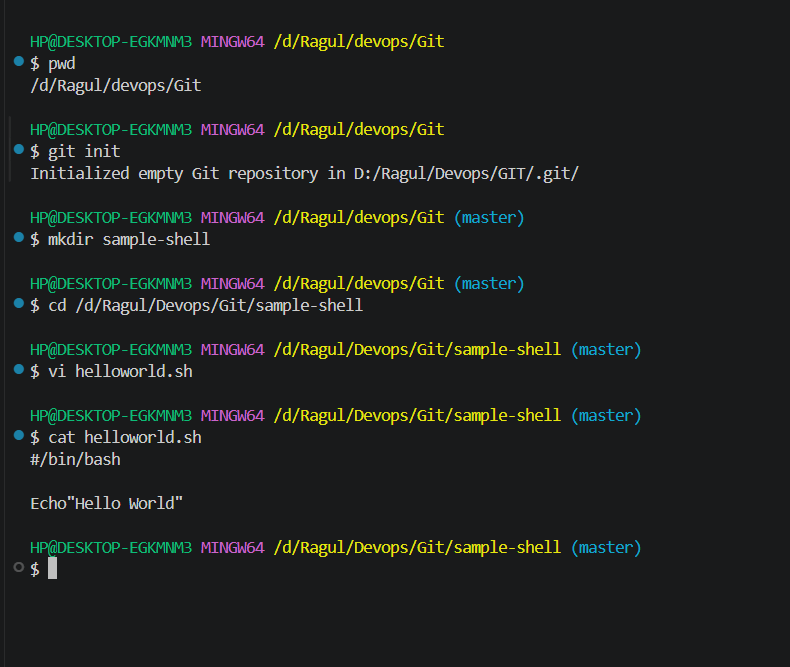 HP@DESKTOP-EGKMNM3 MINGW64 /d/Ragul/devops/Git
$ pwd
/d/Ragul/devops/Git
HP@DESKTOP-EGKMNM3 MINGW64 /d/Ragul/devops/Git
$ git init
Initialized empty Git repository in D:/Ragul/Devops/GIT/.git/
HP@DESKTOP-EGKMNM3 MINGW64 /d/Ragul/devops/Git (master)
$ mkdir sample-shell
HP@DESKTOP-EGKMNM3 MINGW64 /d/Ragul/devops/Git (master)
$ cd /d/Ragul/Devops/Git/sample-shell
HP@DESKTOP-EGKMNM3 MINGW64 /d/Ragul/Devops/Git/sample-shell (master)
$ vi helloworld.sh
HP@DESKTOP-EGKMNM3 MINGW64 /d/Ragul/Devops/Git/sample-shell (master)
$ cat helloworld.sh
#/bin/bash
Echo"Hello World"
HP@DESKTOP-EGKMNM3 MINGW64 /d/Ragul/Devops/Git/sample-shell (master)
$